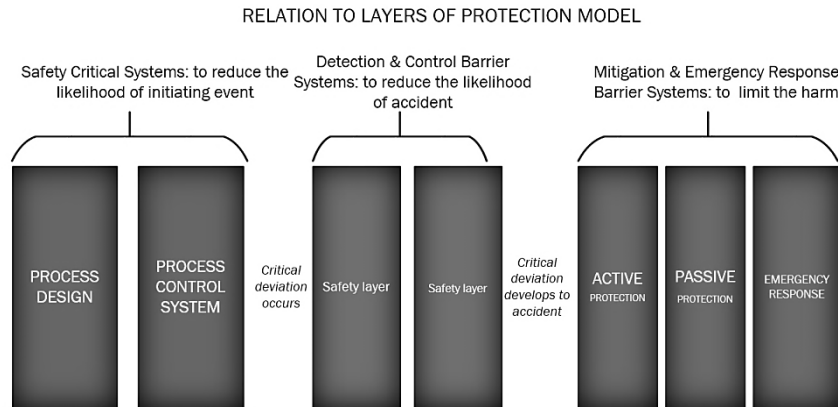 RELATION TO LAYERS OF PROTECTION MODEL
Safety Critical Systems: to reduce the
likelihood of initiating event
Detection & Control Barrier
Systems: to reduce the likelihood
of accident
Mitigation & Emergency Response
Barrier Systems: to limit the harm
PROCESS
DESIGN
PROCESS
CONTROL
SYSTEM
Critical
deviation
occurs
Safety layer
Safety layer
Critical
deviation
develops to
accident
ACTIVE
PROTECTION
PASSIVE
PROTECTION
EMERGENCY
RESPONSE